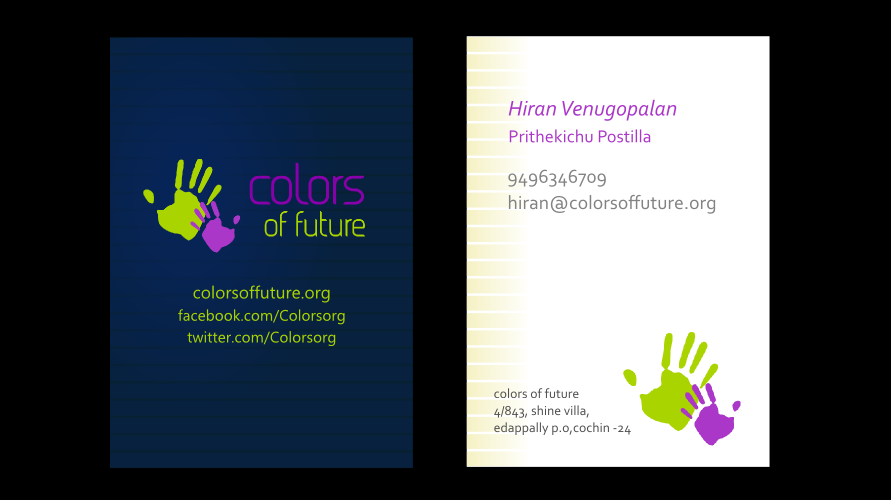 colors
of future
colorsoffuture.org
facebook.com/Colorsorg
twitter.com/Colorsorg
Hiran Venugopalan
Prithekichu Postilla
9496346709
hiran@colorsoffuture.org
colors of future
4/843, shine villa,
edappally p.o,cochin -24